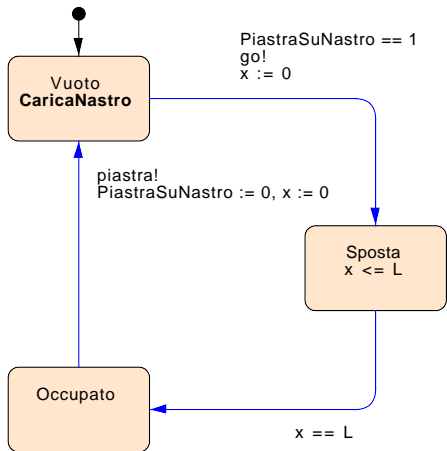 PiastraSuNastro == 1
go!
x := 0
Vuoto
CaricaNastro
piastra!
PiastraSuNastro := 0, x := 0
Sposta
x <= L
Occupato
x == L